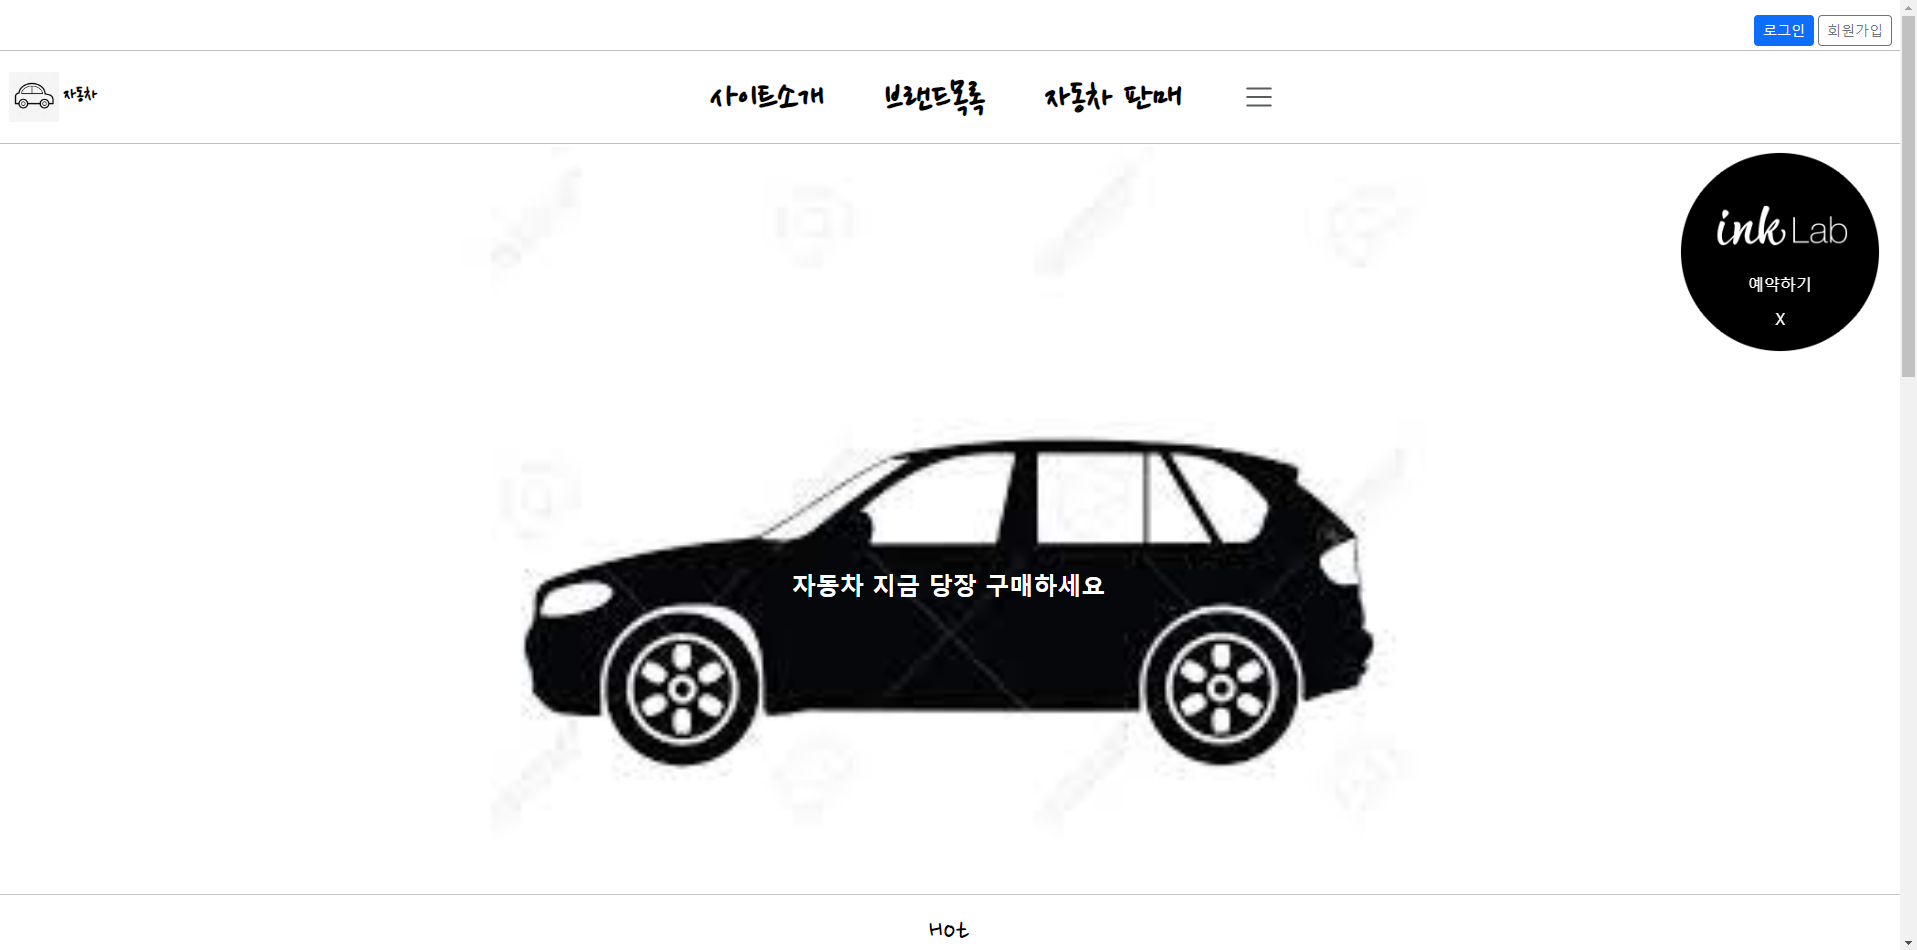 로그인 회원가입
자동차 사이트소개 브랜드목록 자동차 판매
ink Lab
예약하기
X
자동차 지금 당장 구매하세요
Hot